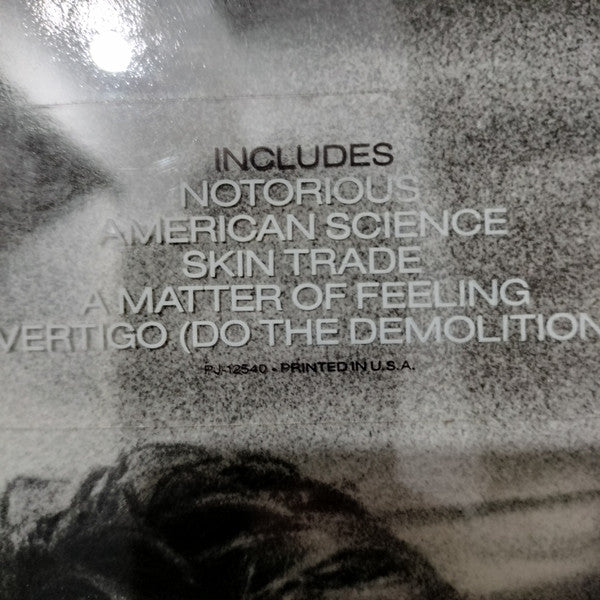 INCLUDES
NOTORIOUS
AMERICAN SCIENCE
SKIN TRADE
A MATTER OF FEELING
VERTIGO (DO THE DEMOLITION
PJ-12540 • PRINTED IN U.S.A.